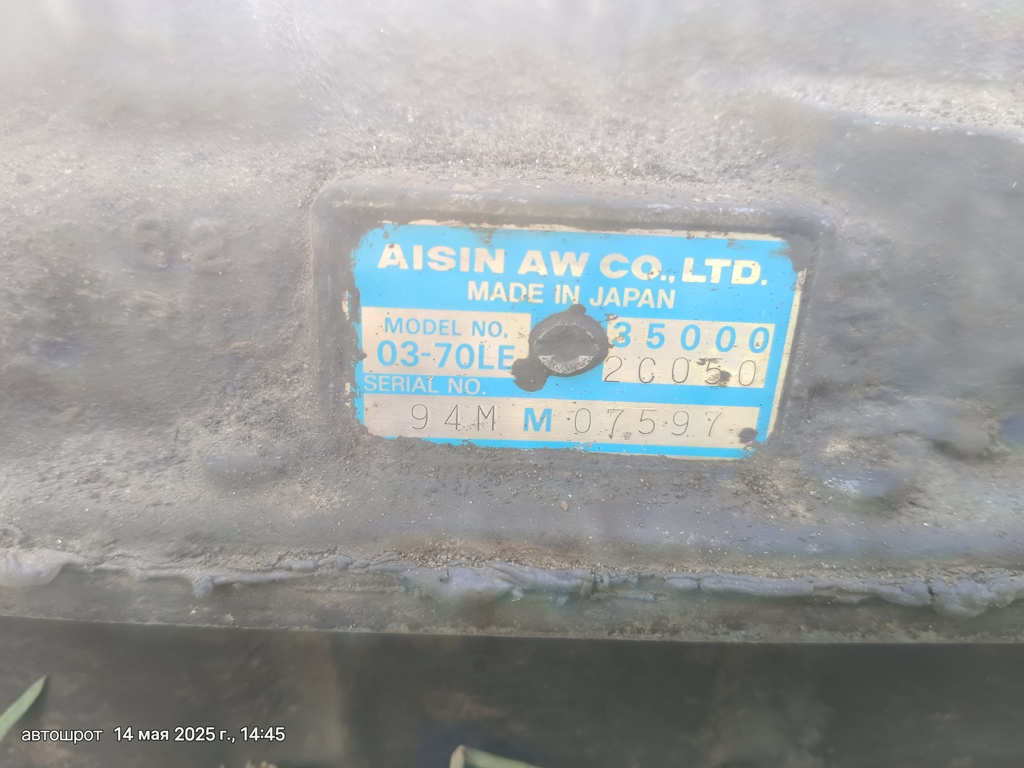 AISIN AW CO., LTD.
MADE IN JAPAN
MODEL NO. 35000
03-70LE 2C050
SERIAL NO.
94M M 07597
автошрот 14 мая 2025 г., 14:45